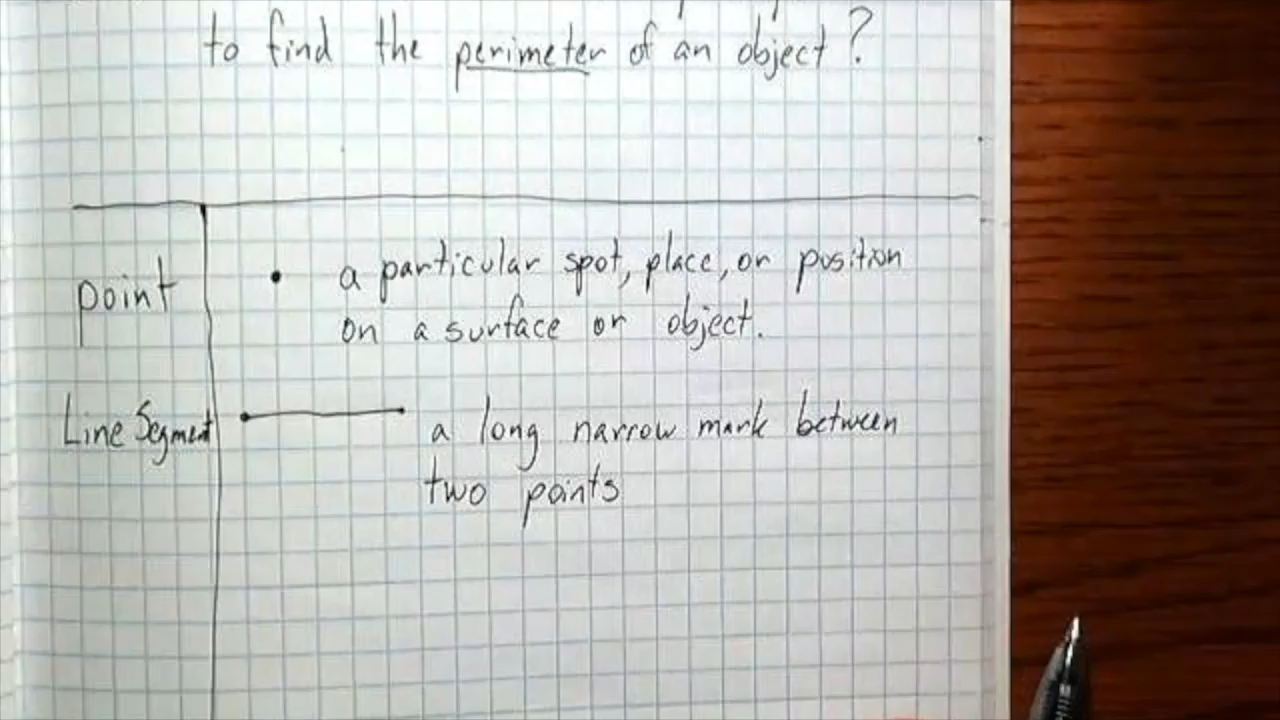 to find the perimeter of an object?
point
a particular spot, place, or position
on a surface or object.
Line Segment
a long narrow mark between
two points